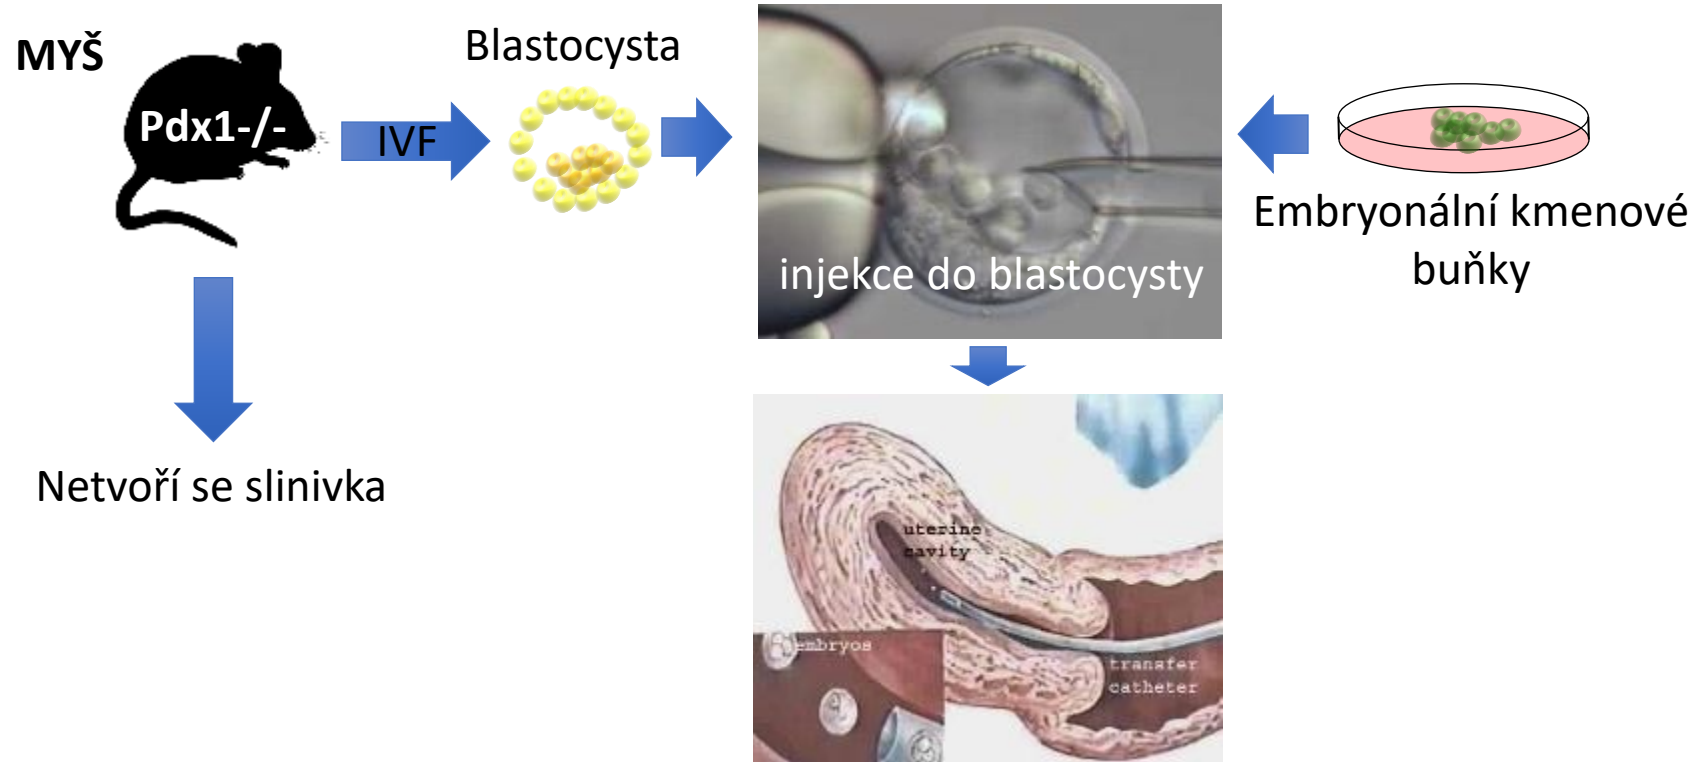 MYŠ
Pdx1-/-
IVF
Blastocysta
injekce do blastocysty
Embryonální kmenové
buňky
Netvoří se slinivka
uterine
cavity
embryos
transfer
catheter